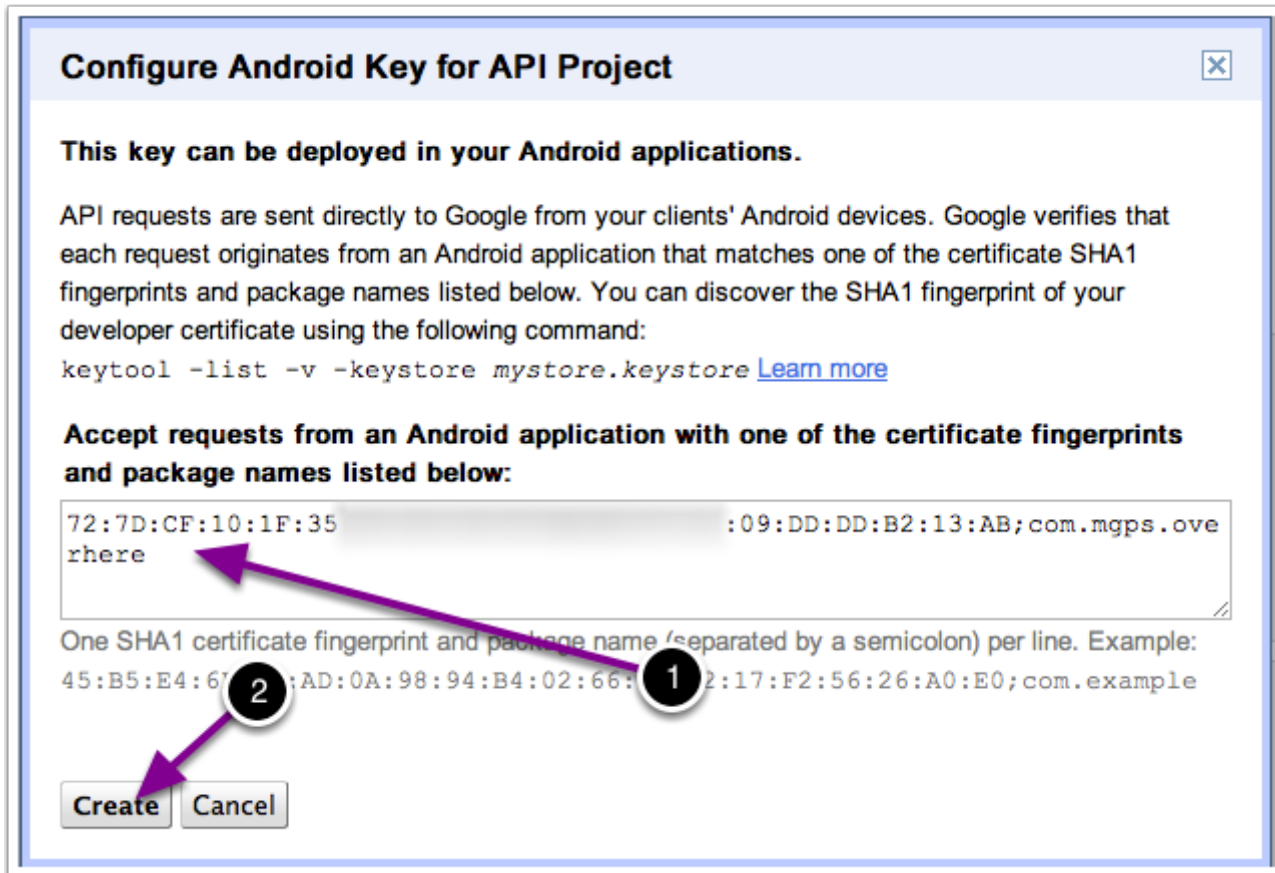 Configure Android Key for API Project
This key can be deployed in your Android applications.
API requests are sent directly to Google from your clients' Android devices. Google verifies that
each request originates from an Android application that matches one of the certificate SHA1
fingerprints and package names listed below. You can discover the SHA1 fingerprint of your
developer certificate using the following command:
keytool -list -v -keystore mystore.keystore Learn more
Accept requests from an Android application with one of the certificate fingerprints
and package names listed below:
72:7D:CF:10:1F:35 :09:DD:DD:B2:13:AB;com.mgps.ove
rhere
One SHA1 certificate fingerprint and package name (separated by a semicolon) per line. Example:
45:B5:E4: :AD:0A:98:94:B4:02:66: :17:F2:56:26:A0:E0;com.example
1
2
Create Cancel